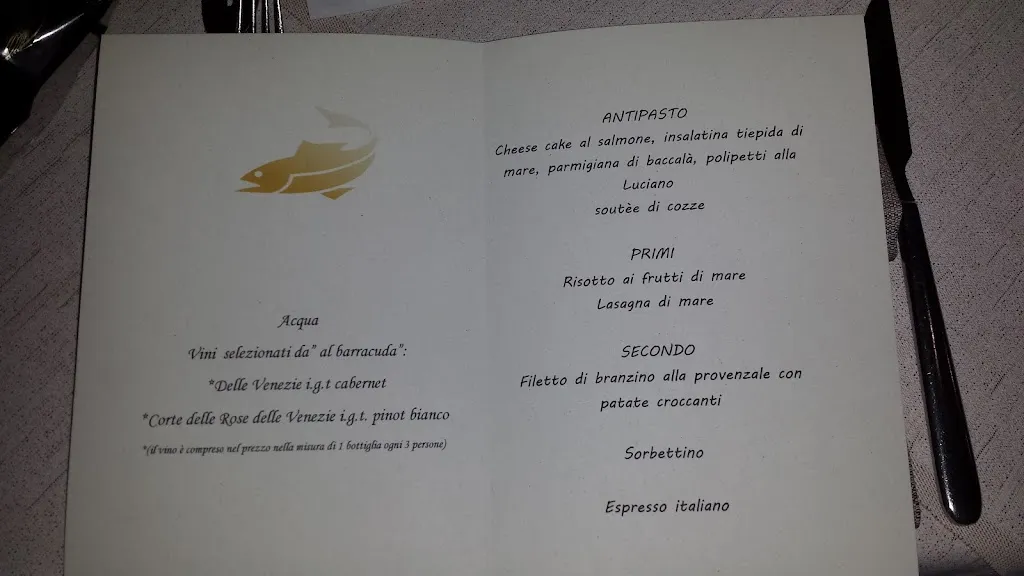 Acqua
Vini selezionati da" al barracuda":
*Delle Venezie i.g.t cabernet
*Corte delle Rose delle Venezie i.g.t. pinot bianco
*(il vino è compreso nel prezzo nella misura di 1 bottiglia ogni 3 persone)
ANTIPASTO
Cheese cake al salmone, insalatina tiepida di
mare, parmigiana di baccalà, polipetti alla
Luciano
soutèe di cozze
PRIMI
Risotto ai frutti di mare
Lasagna di mare
SECONDO
Filetto di branzino alla provenzale con
patate croccanti
Sorbettino
Espresso italiano